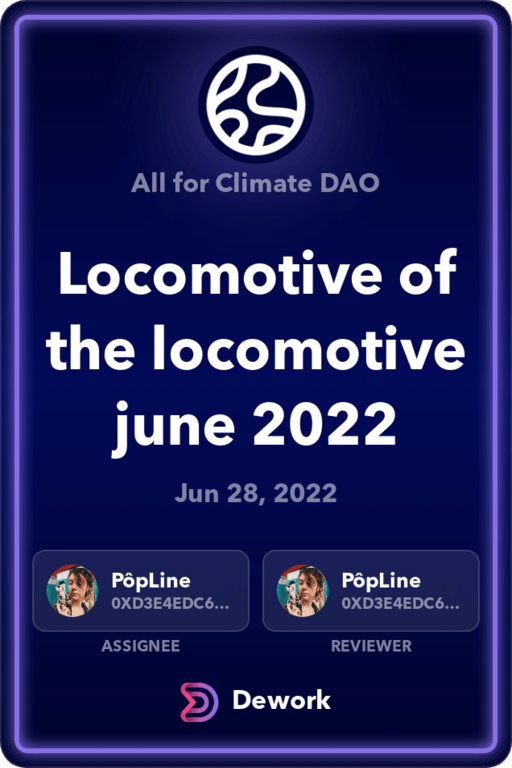 All for Climate DAO
Locomotive of
the locomotive
june 2022
Jun 28, 2022
PôpLine
0XD3E4EDC6...
ASSIGNEE
PôpLine
0XD3E4EDC6...
REVIEWER
Dework